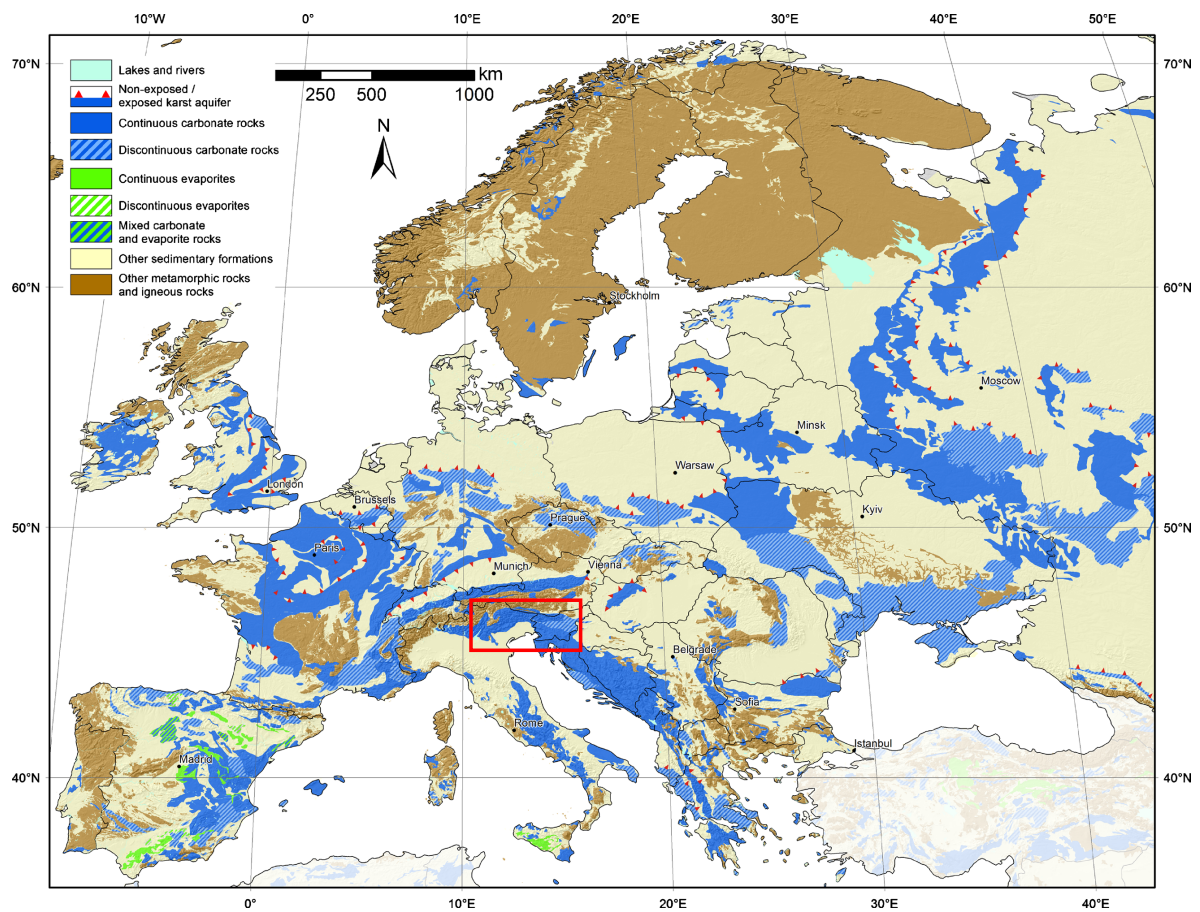 10°W 0° 10°E 20°E 30°E 40°E 50°E
70°N 70°N
Lakes and rivers
Non-exposed /
exposed karst aquifer
Continuous carbonate rocks
Discontinuous carbonate rocks
Continuous evaporites
Discontinuous evaporites
Mixed carbonate
and evaporite rocks
Other sedimentary formations
Other metamorphic rocks
and igneous rocks
km
250 500 1000
N
60°N 60°N
Stockholm
Moscow
Minsk
Warsaw
London
Brussels
Kyiv
50°N 50°N
Prague
Paris
Munich
Vienna
Belgrade
Sofia
Rome
Istanbul
Madrid
40°N 40°N
0° 10°E 20°E 30°E 40°E